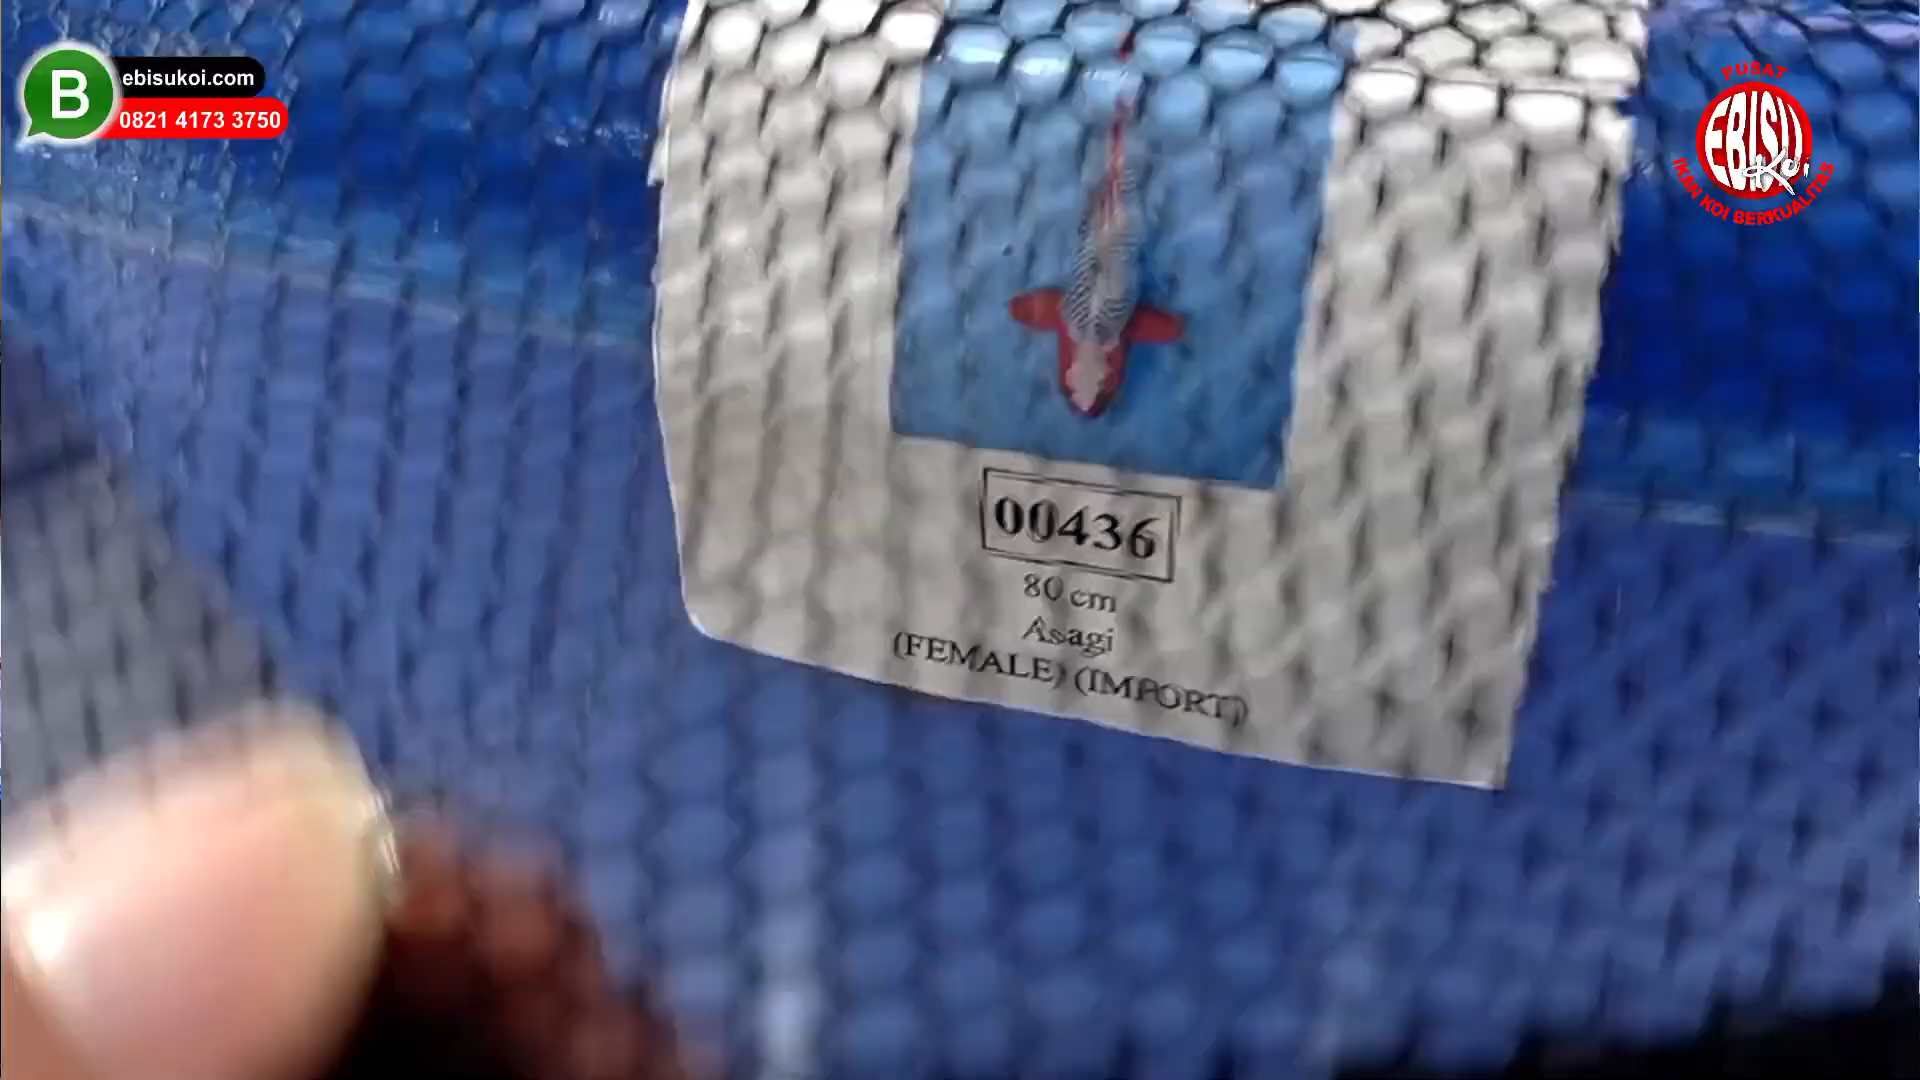 ebisukoi.com
0821 4173 3750
PUSAT
EBISU
Koi
IKAN KOI BERKUALITAS
00436
80 cm
Asagi
(FEMALE) (IMPORT)